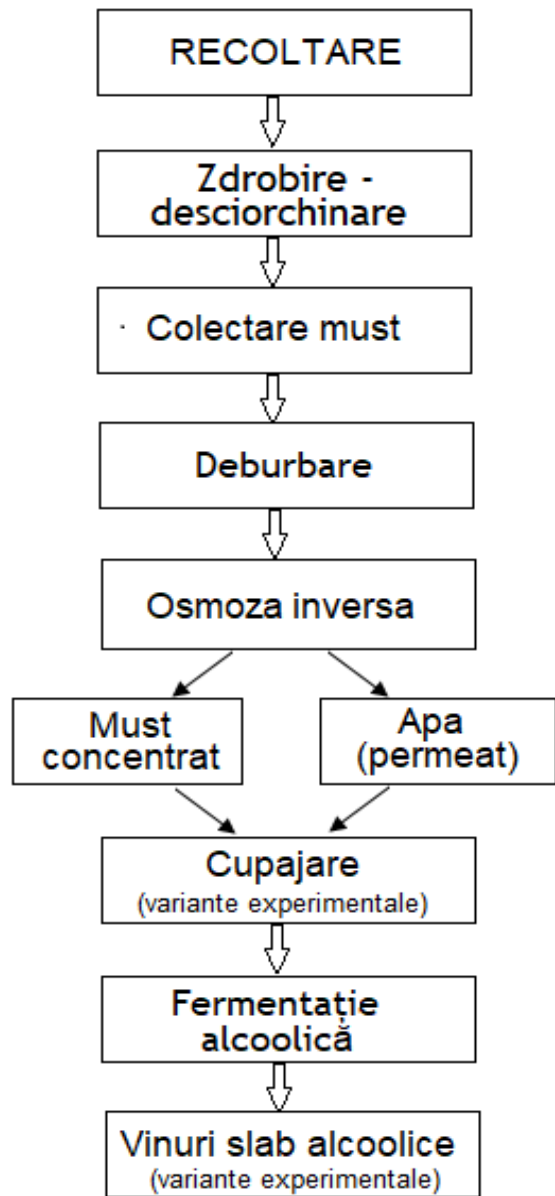 RECOLTARE
Zdrobire -
desciorchinare
Colectare must
Deburbare
Osmoza inversa
Must
concentrat
Apa
(permeat)
Cupajare
(variante experimentale)
Fermentație
alcoolică
Vinuri slab alcoolice
(variante experimentale)